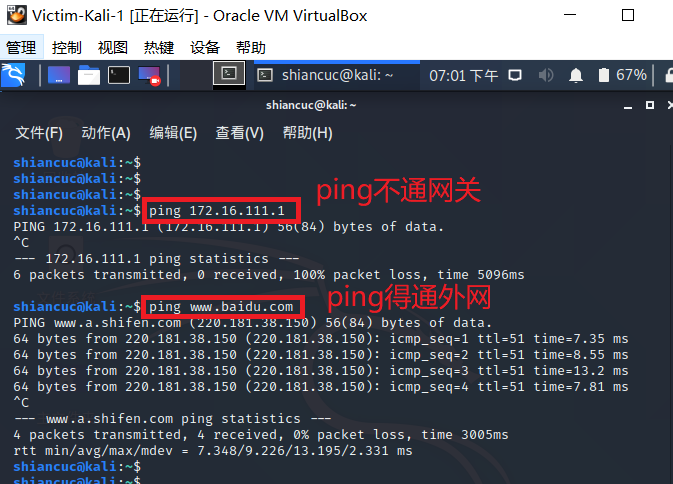 Victim-Kali-1 [正在运行] - Oracle VM VirtualBox
管理 控制 视图 热键 设备 帮助
shiancuc@kali: ~ 07:01 下午 67%
shiancuc@kali: ~
文件(F) 动作(A) 编辑(E) 查看(V) 帮助(H)
shiancuc@kali:~$
shiancuc@kali:~$
shiancuc@kali:~$
shiancuc@kali:~$ ping 172.16.111.1
ping不通网关
PING 172.16.111.1 (172.16.111.1) 56(84) bytes of data.
^C
--- 172.16.111.1 ping statistics ---
6 packets transmitted, 0 received, 100% packet loss, time 5096ms
shiancuc@kali:~$ ping www.baidu.com
ping得通外网
PING www.a.shifen.com (220.181.38.150) 56(84) bytes of data.
64 bytes from 220.181.38.150 (220.181.38.150): icmp_seq=1 ttl=51 time=7.35 ms
64 bytes from 220.181.38.150 (220.181.38.150): icmp_seq=2 ttl=51 time=8.55 ms
64 bytes from 220.181.38.150 (220.181.38.150): icmp_seq=3 ttl=51 time=13.2 ms
64 bytes from 220.181.38.150 (220.181.38.150): icmp_seq=4 ttl=51 time=7.81 ms
^C
--- www.a.shifen.com ping statistics ---
4 packets transmitted, 4 received, 0% packet loss, time 3005ms
rtt min/avg/max/mdev = 7.348/9.226/13.195/2.331 ms
shiancuc@kali:~$
shiancuc@kali:~$